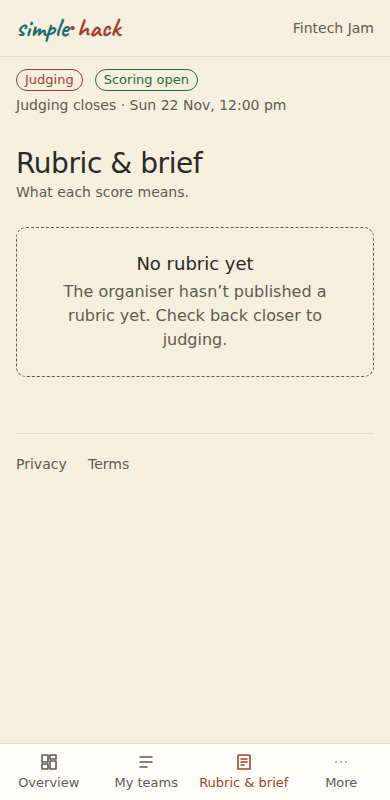 simple·hack
Fintech Jam
Judging
Scoring open
Judging closes · Sun 22 Nov, 12:00 pm
Rubric & brief
What each score means.
No rubric yet
The organiser hasn’t published a
rubric yet. Check back closer to
judging.
Privacy
Terms
Overview
My teams
Rubric & brief
More